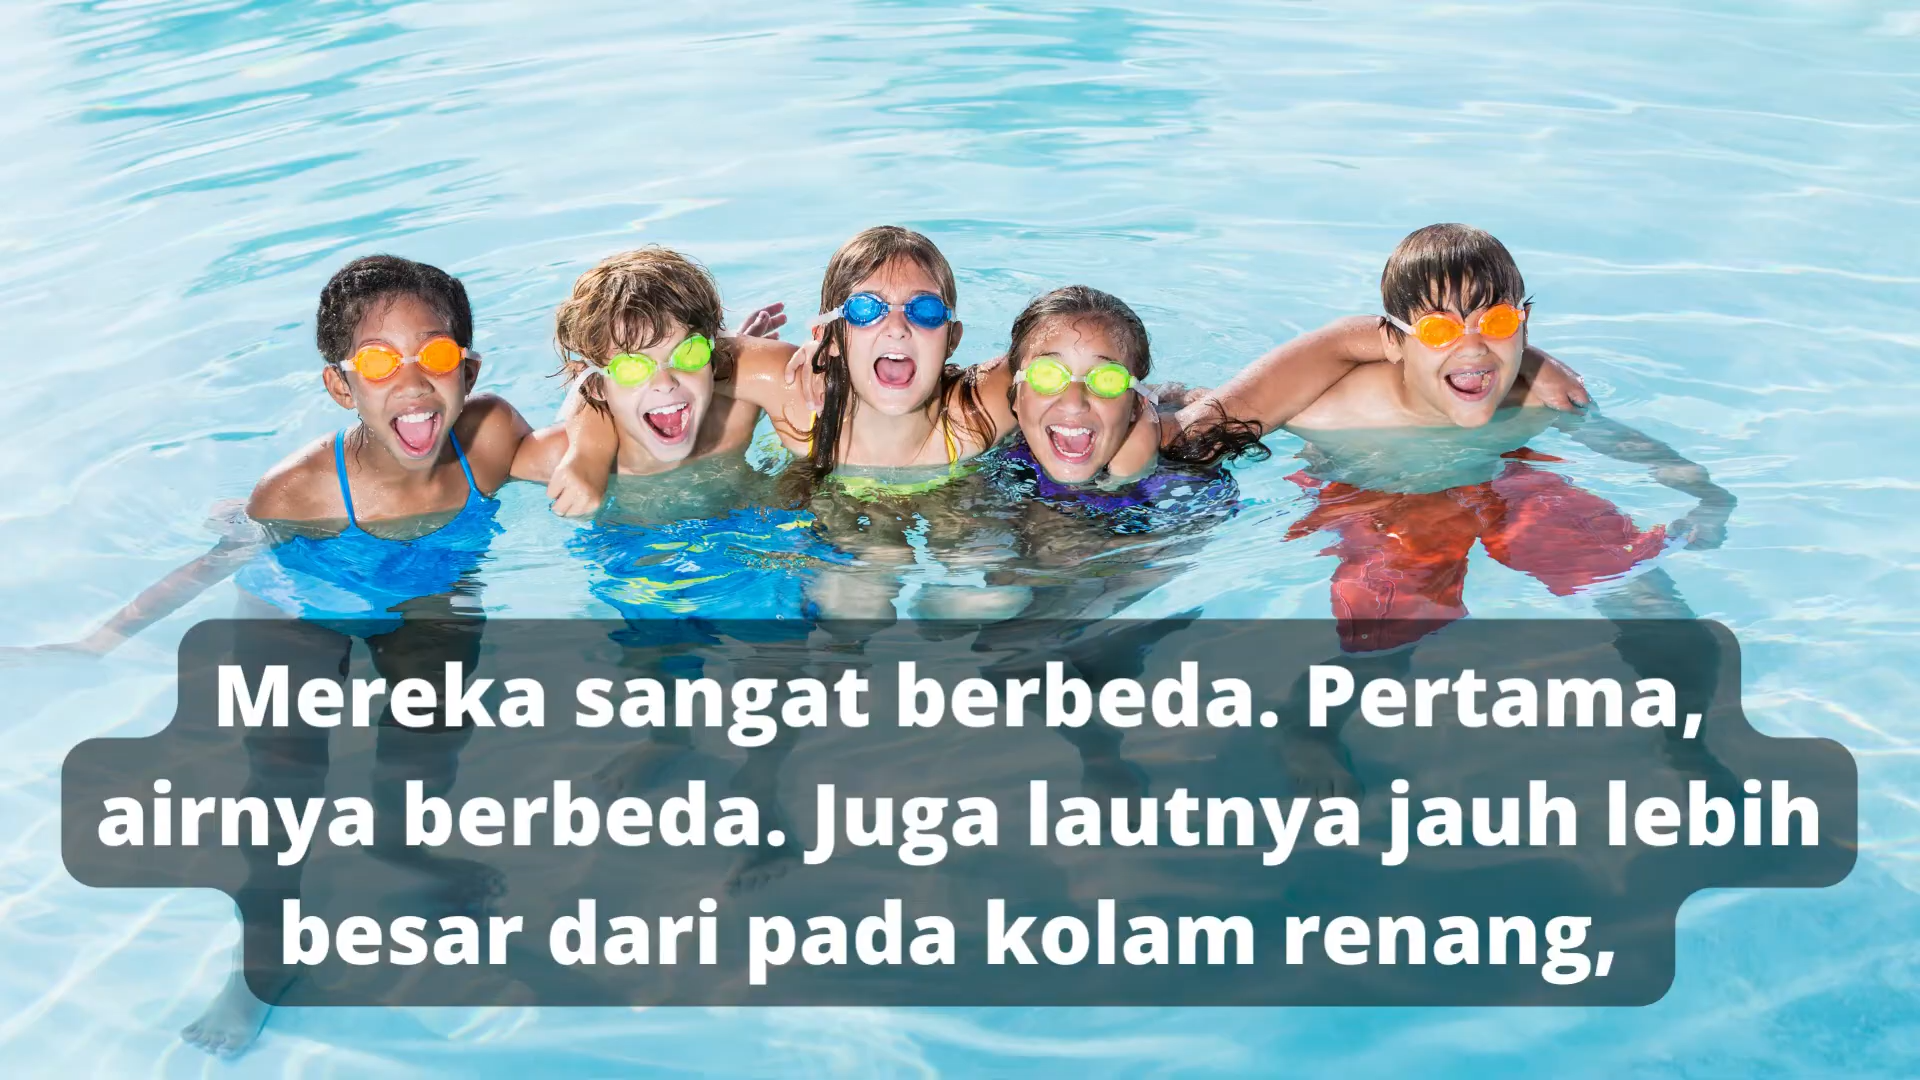 Mereka sangat berbeda. Pertama,
airnya berbeda. Juga lautnya jauh lebih
besar dari pada kolam renang,